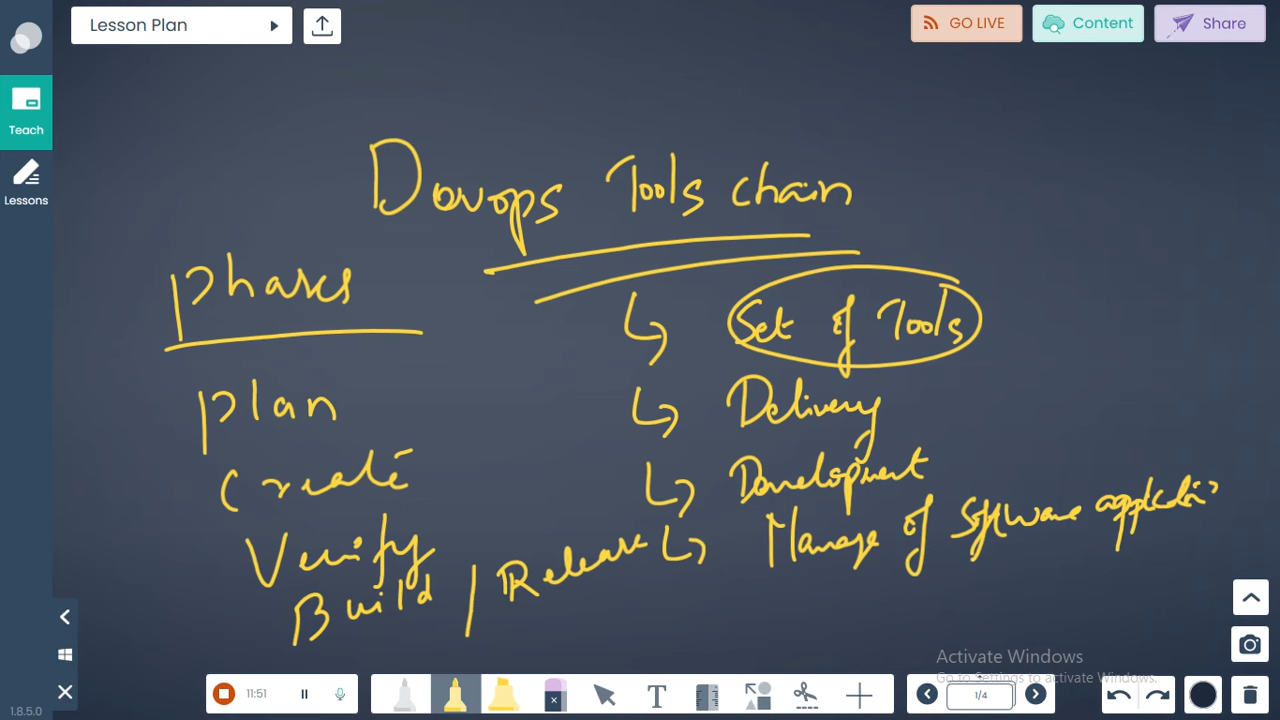 Lesson Plan
GO LIVE
Content
Share
Teach
Lessons
Devops Tools chain
Phases
Set of Tools
Plan
Delivery
Create
Development
Verify
Manage of Software
Build / Release
Activate Windows
Go to Settings to activate Windows.
11:51
1/4
1.8.5.0